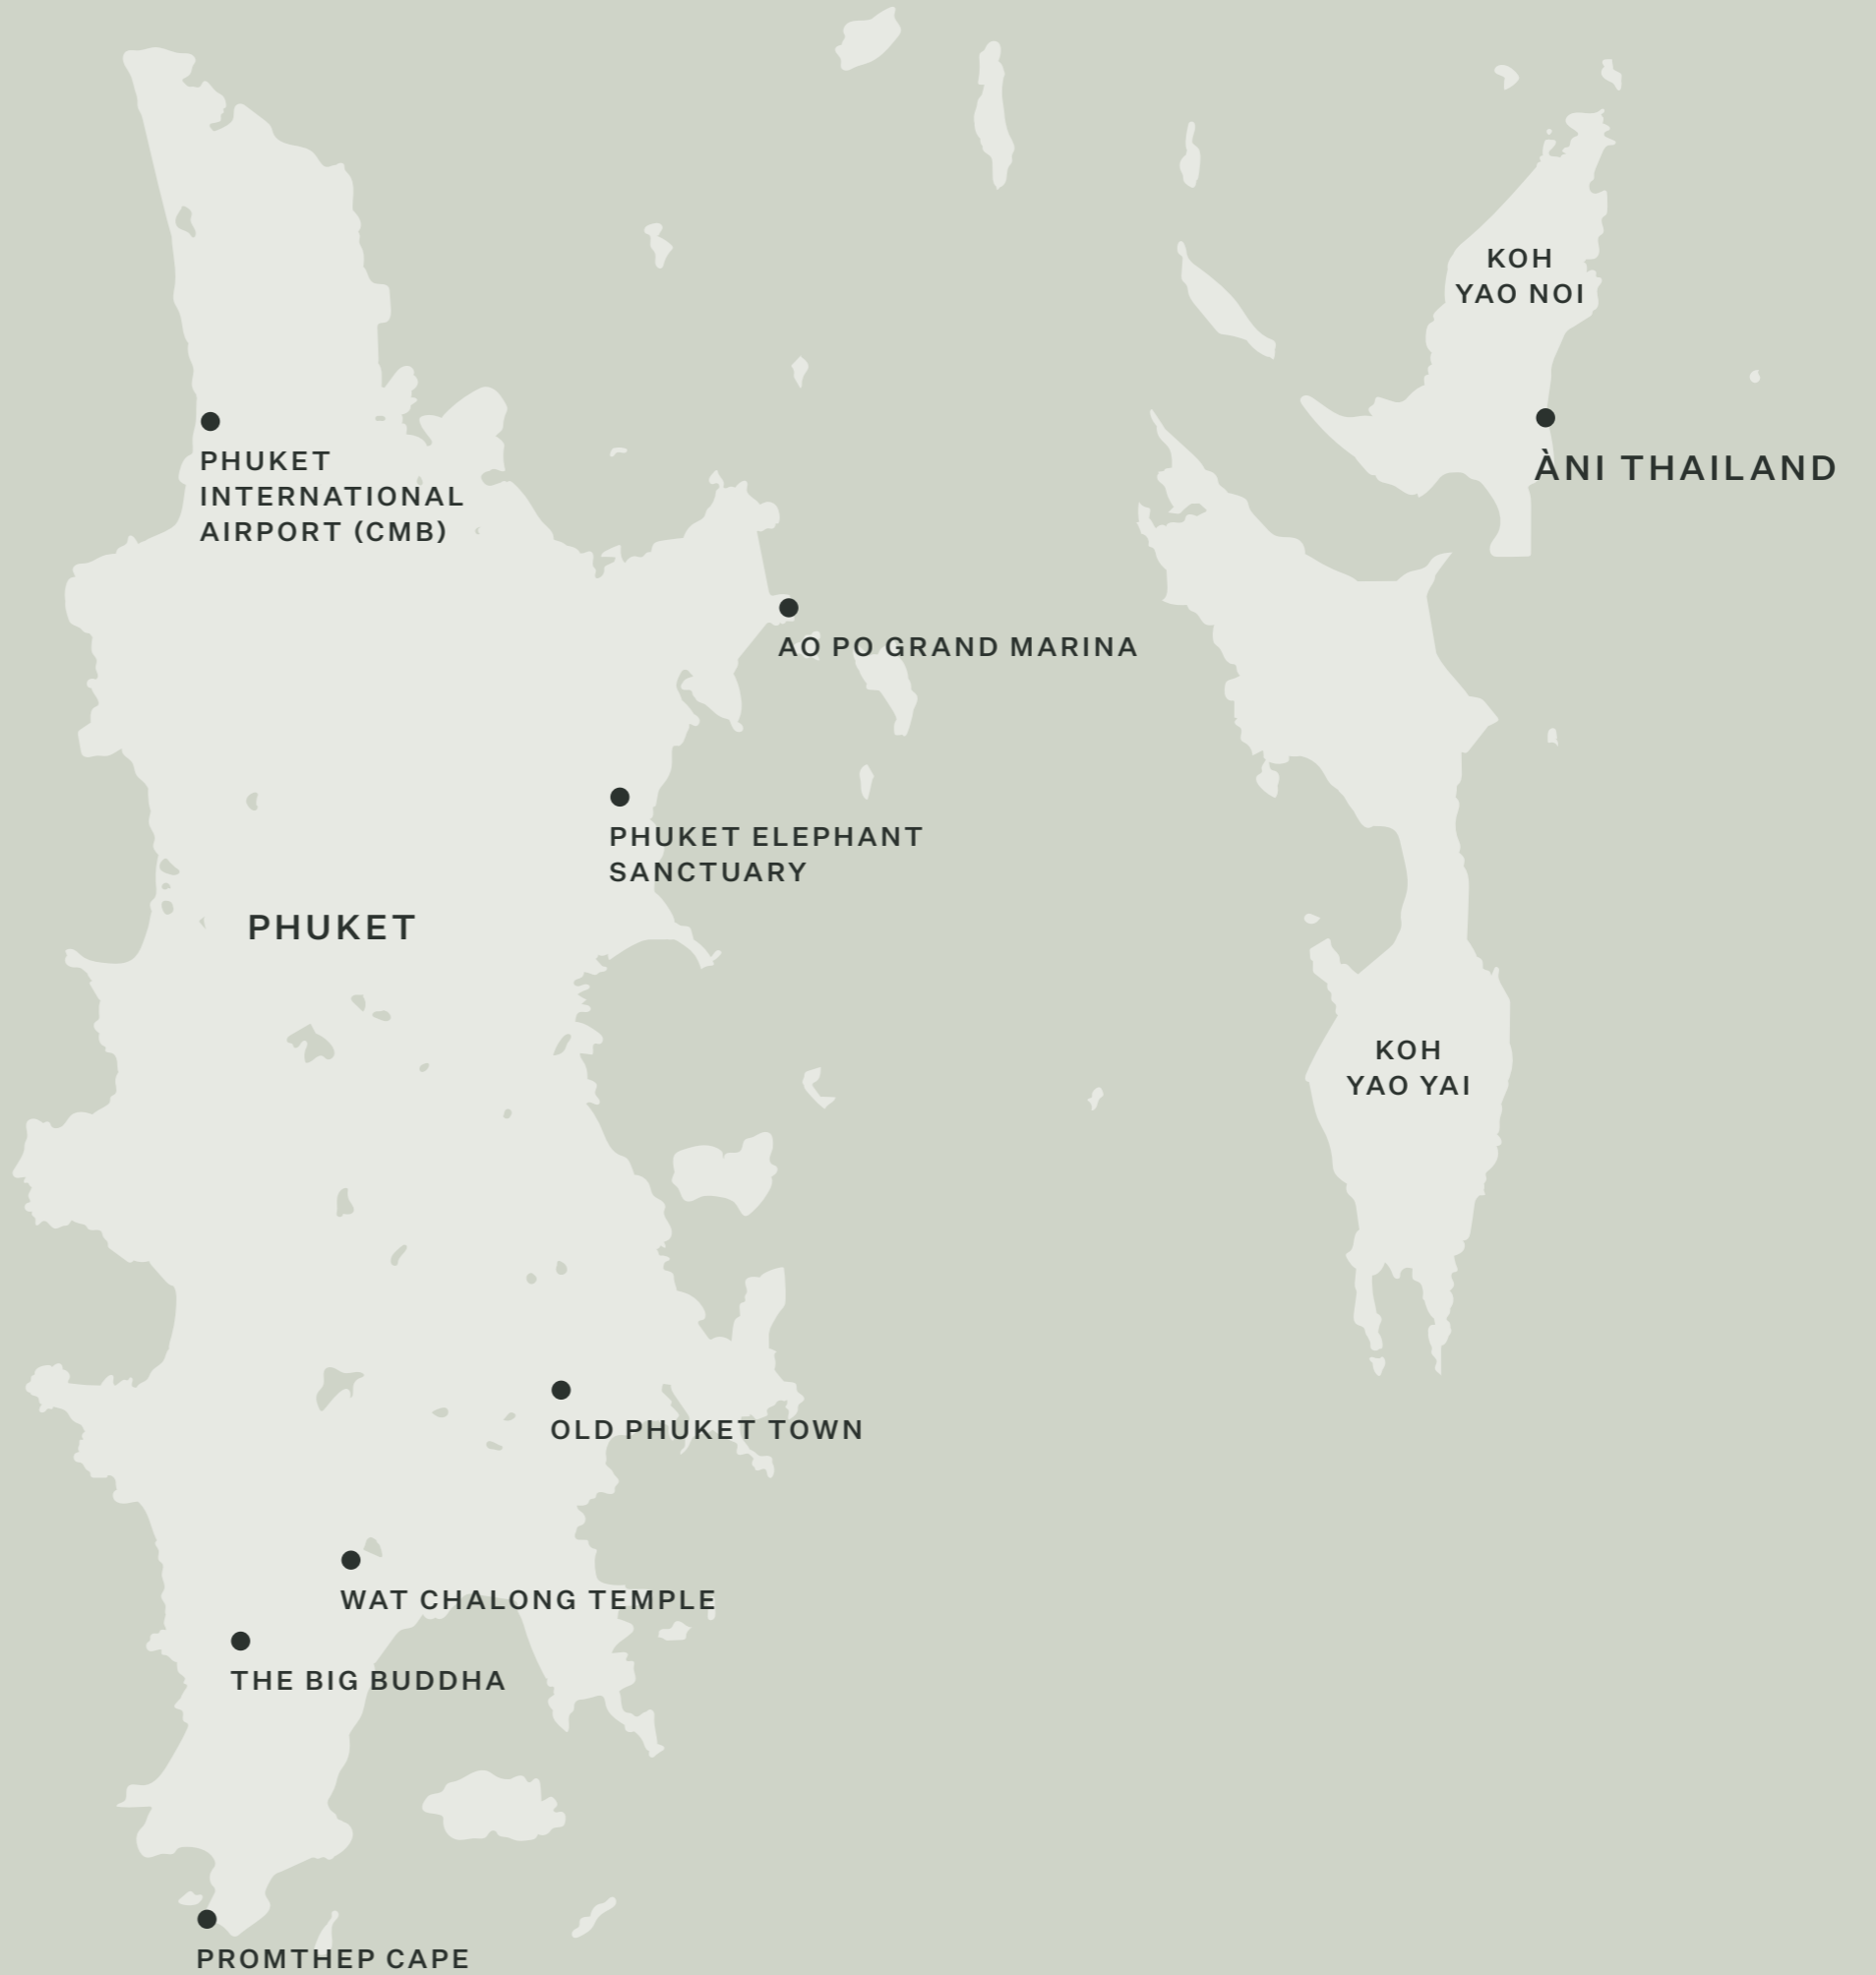 KOH
YAO NOI
PHUKET
INTERNATIONAL
AIRPORT (CMB)
ÀNI THAILAND
AO PO GRAND MARINA
PHUKET ELEPHANT
SANCTUARY
PHUKET
KOH
YAO YAI
OLD PHUKET TOWN
WAT CHALONG TEMPLE
THE BIG BUDDHA
PROMTHEP CAPE